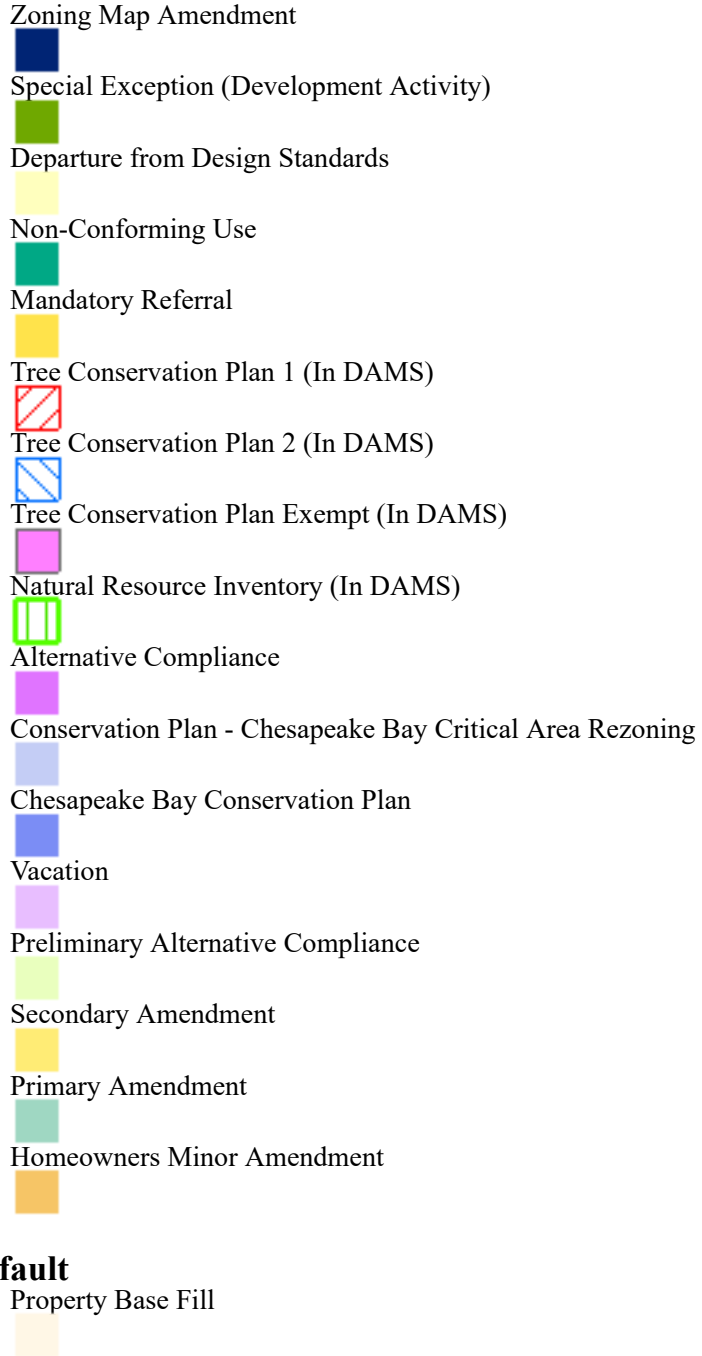 Zoning Map Amendment
Special Exception (Development Activity)
Departure from Design Standards
Non-Conforming Use
Mandatory Referral
Tree Conservation Plan 1 (In DAMS)
Tree Conservation Plan 2 (In DAMS)
Tree Conservation Plan Exempt (In DAMS)
Natural Resource Inventory (In DAMS)
Alternative Compliance
Conservation Plan - Chesapeake Bay Critical Area Rezoning
Chesapeake Bay Conservation Plan
Vacation
Preliminary Alternative Compliance
Secondary Amendment
Primary Amendment
Homeowners Minor Amendment
fault
Property Base Fill